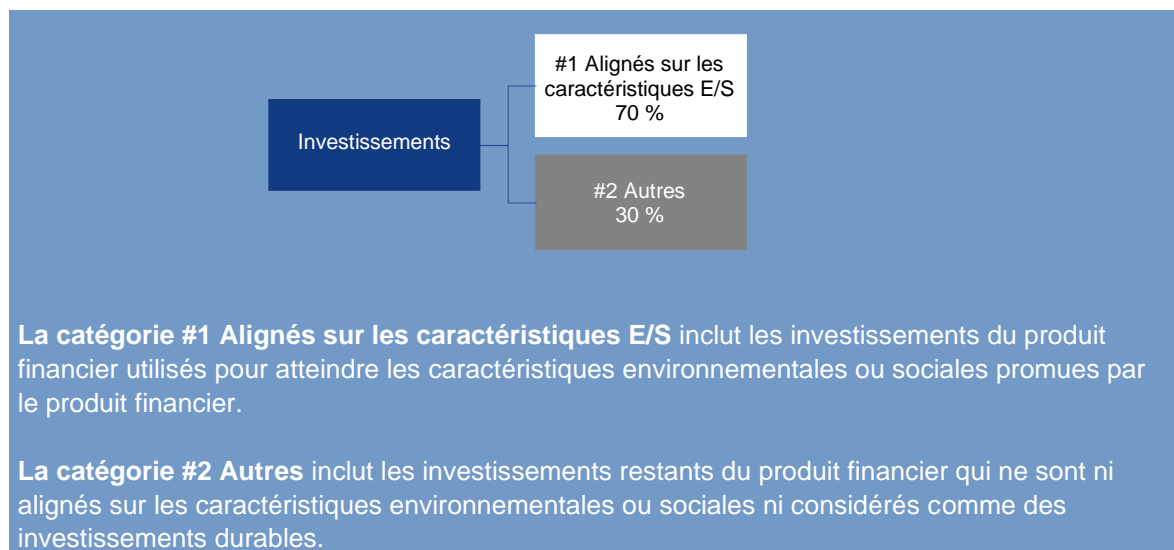 #1 Alignés sur les
caractéristiques E/S
70 %
Investissements
#2 Autres
30 %
La catégorie #1 Alignés sur les caractéristiques E/S inclut les investissements du produit
financier utilisés pour atteindre les caractéristiques environnementales ou sociales promues par
le produit financier.
La catégorie #2 Autres inclut les investissements restants du produit financier qui ne sont ni
alignés sur les caractéristiques environnementales ou sociales ni considérés comme des
investissements durables.